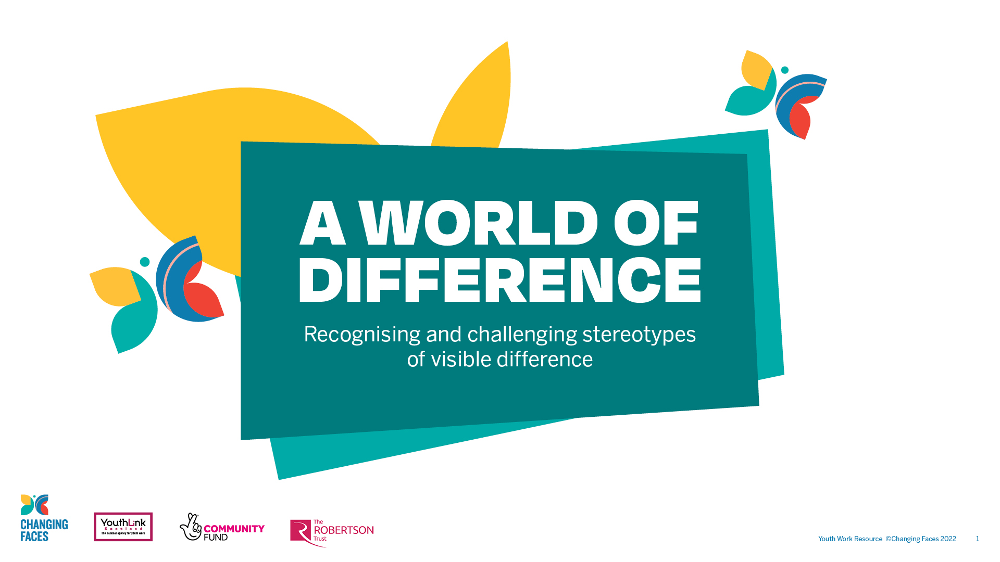 A WORLD OF
DIFFERENCE
Recognising and challenging stereotypes
of visible difference
CHANGING
FACES
YouthLink
Scotland
The national agency for youth work
COMMUNITY
FUND
The
ROBERTSON
Trust
Youth Work Resource ©Changing Faces 2022 1